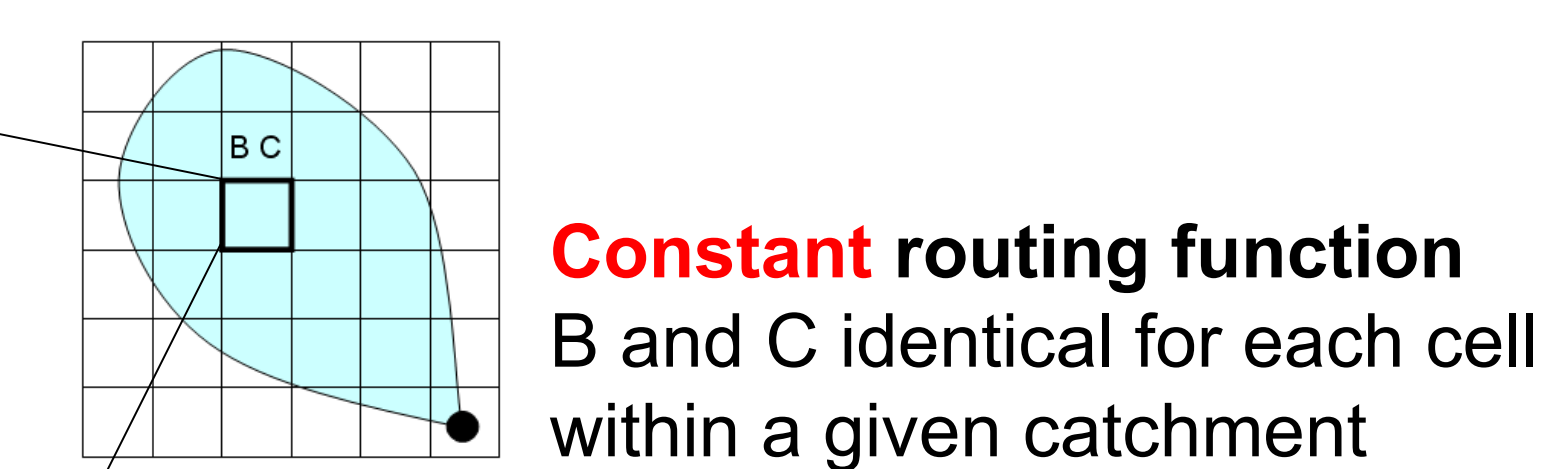 B C
Constant routing function
B and C identical for each cell
within a given catchment